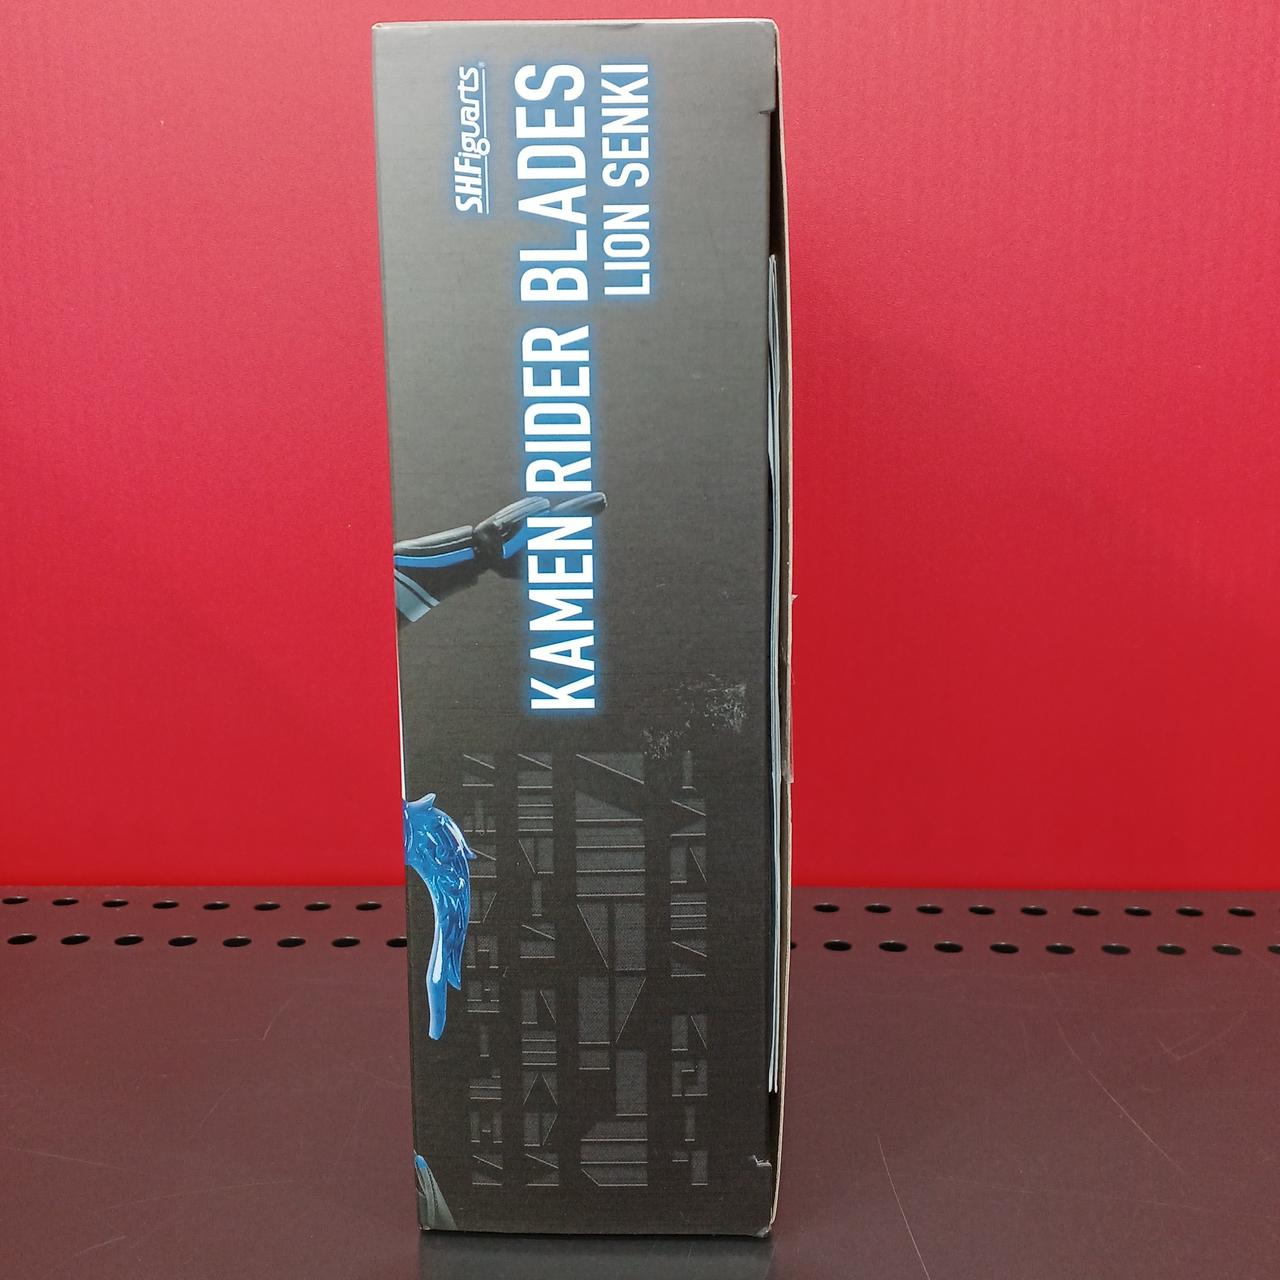 S.H.Figuarts
KAMEN RIDER BLADES
LION SENKI